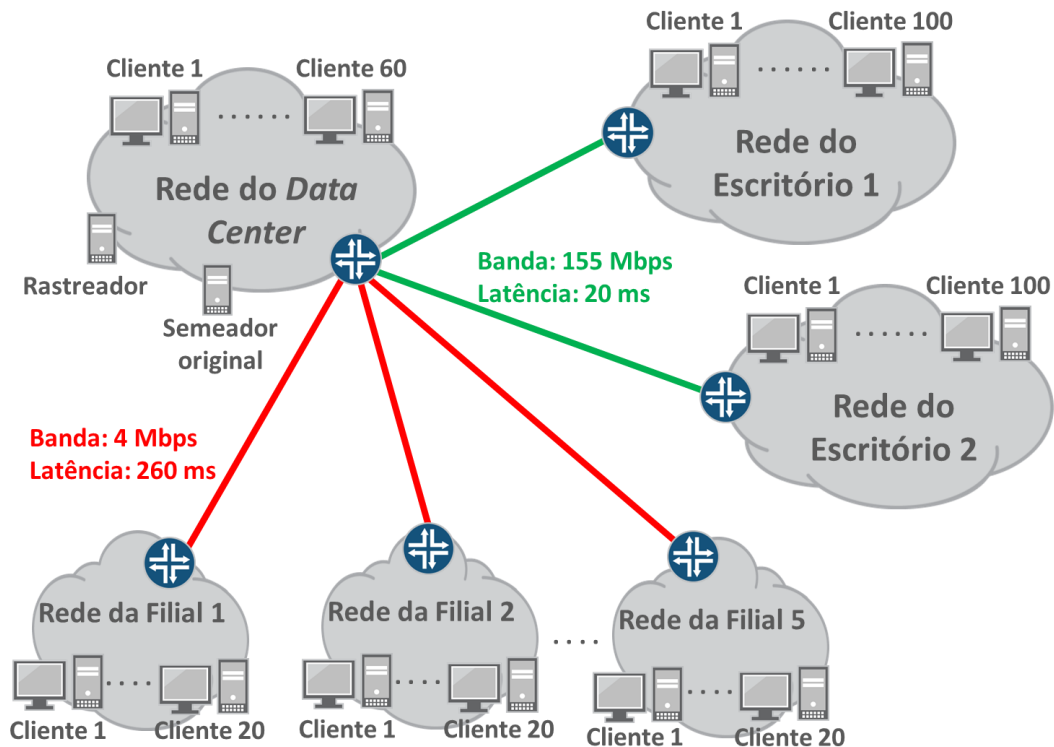 Cliente 1
Cliente 100
Cliente 1
Cliente 60
Rede do
Escritório 1
Rede do Data
Center
Rastreador
Semeador
original
Banda: 155 Mbps
Latência: 20 ms
Cliente 1
Cliente 100
Rede do
Escritório 2
Banda: 4 Mbps
Latência: 260 ms
Rede da Filial 1
Cliente 1
Cliente 20
Rede da Filial 2
Cliente 1
Cliente 20
Rede da Filial 5
Cliente 1
Cliente 20